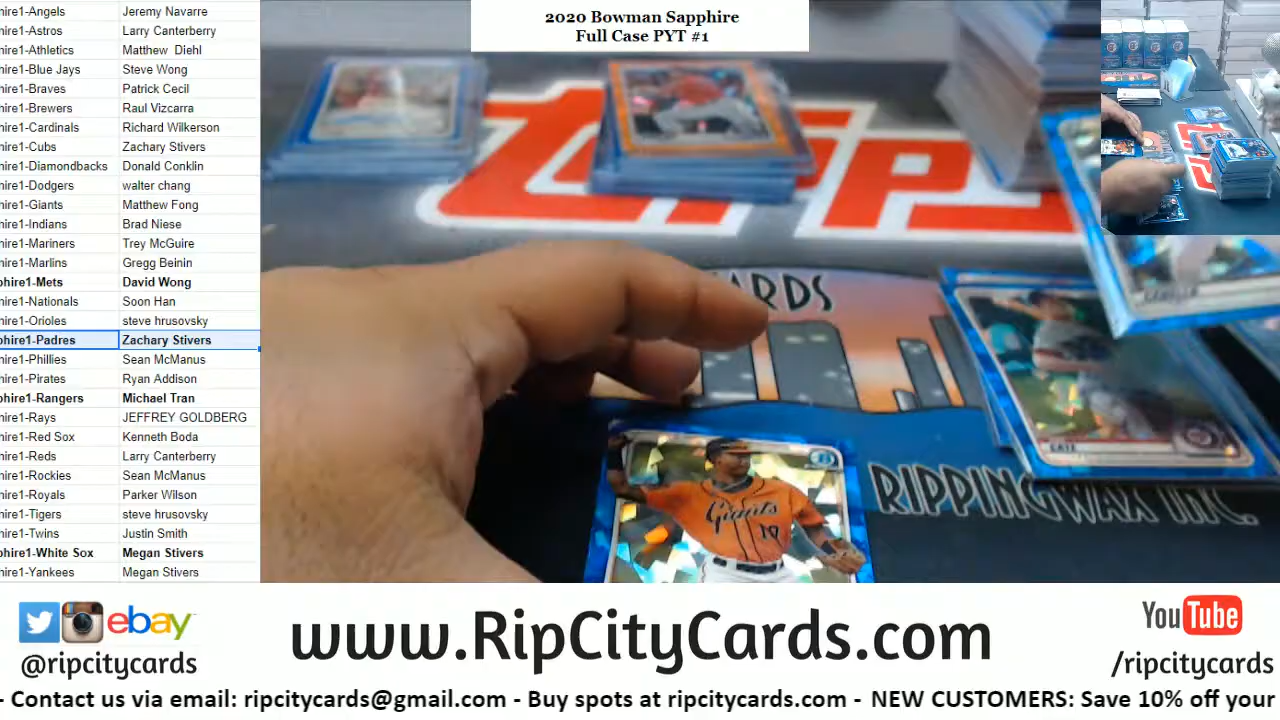 2020 Bowman Sapphire
Full Case PYT #1
hire1-Angels Jeremy Navarre
hire1-Astros Larry Canterberry
hire1-Athletics Matthew Diehl
hire1-Blue Jays Steve Wong
hire1-Braves Patrick Cecil
hire1-Brewers Raul Vizcarra
hire1-Cardinals Richard Wilkerson
hire1-Cubs Zachary Stivers
hire1-Diamondbacks Donald Conklin
hire1-Dodgers walter chang
hire1-Giants Matthew Fong
hire1-Indians Brad Niese
hire1-Mariners Trey McGuire
hire1-Marlins Gregg Beinin
phire1-Mets David Wong
hire1-Nationals Soon Han
hire1-Orioles steve hrusovsky
phire1-Padres Zachary Stivers
hire1-Phillies Sean McManus
hire1-Pirates Ryan Addison
phire1-Rangers Michael Tran
hire1-Rays JEFFREY GOLDBERG
hire1-Red Sox Kenneth Boda
hire1-Reds Larry Canterberry
hire1-Rockies Sean McManus
hire1-Royals Parker Wilson
hire1-Tigers steve hrusovsky
hire1-Twins Justin Smith
phire1-White Sox Megan Stivers
hire1-Yankees Megan Stivers
ARDS
RIPPINGWAX INC.
Giants
ebay
@ripcitycards
www.RipCityCards.com
YouTube
/ripcitycards
- Contact us via email: ripcitycards@gmail.com - Buy spots at ripcitycards.com - NEW CUSTOMERS: Save 10% off your